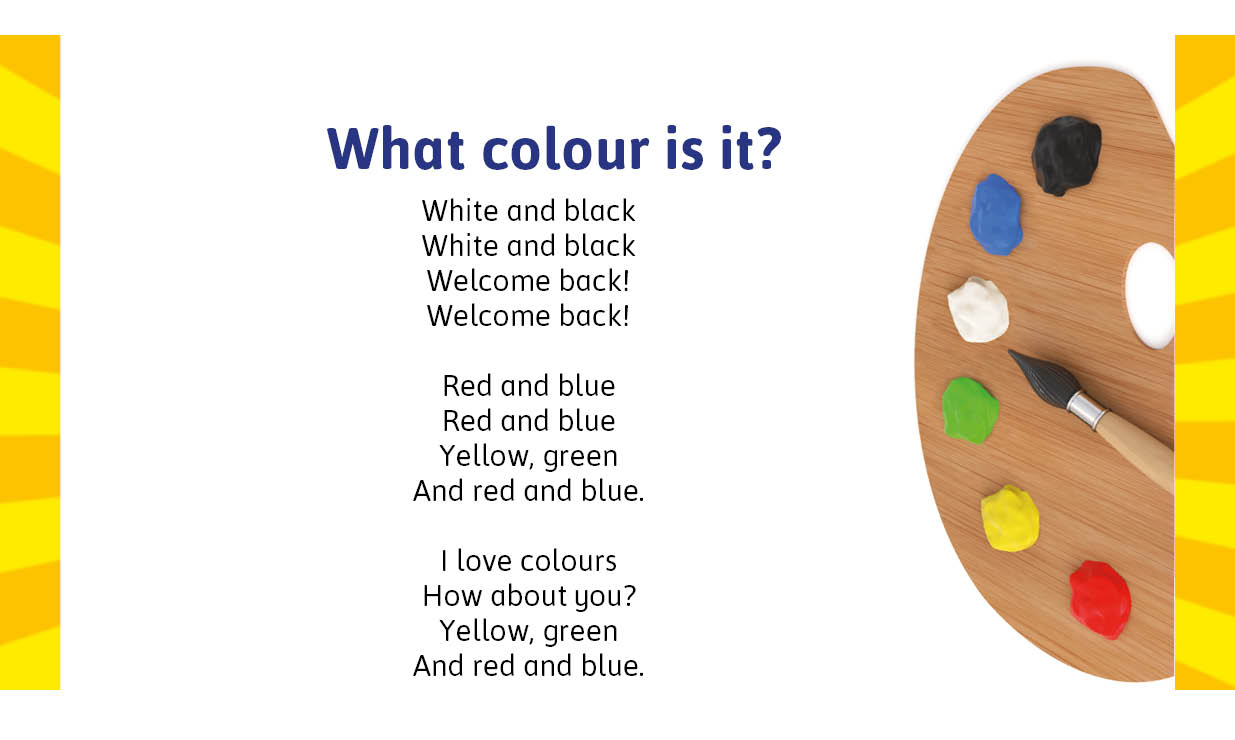 What colour is it?
White and black
White and black
Welcome back!
Welcome back!
Red and blue
Red and blue
Yellow, green
And red and blue.
I love colours
How about you?
Yellow, green
And red and blue.